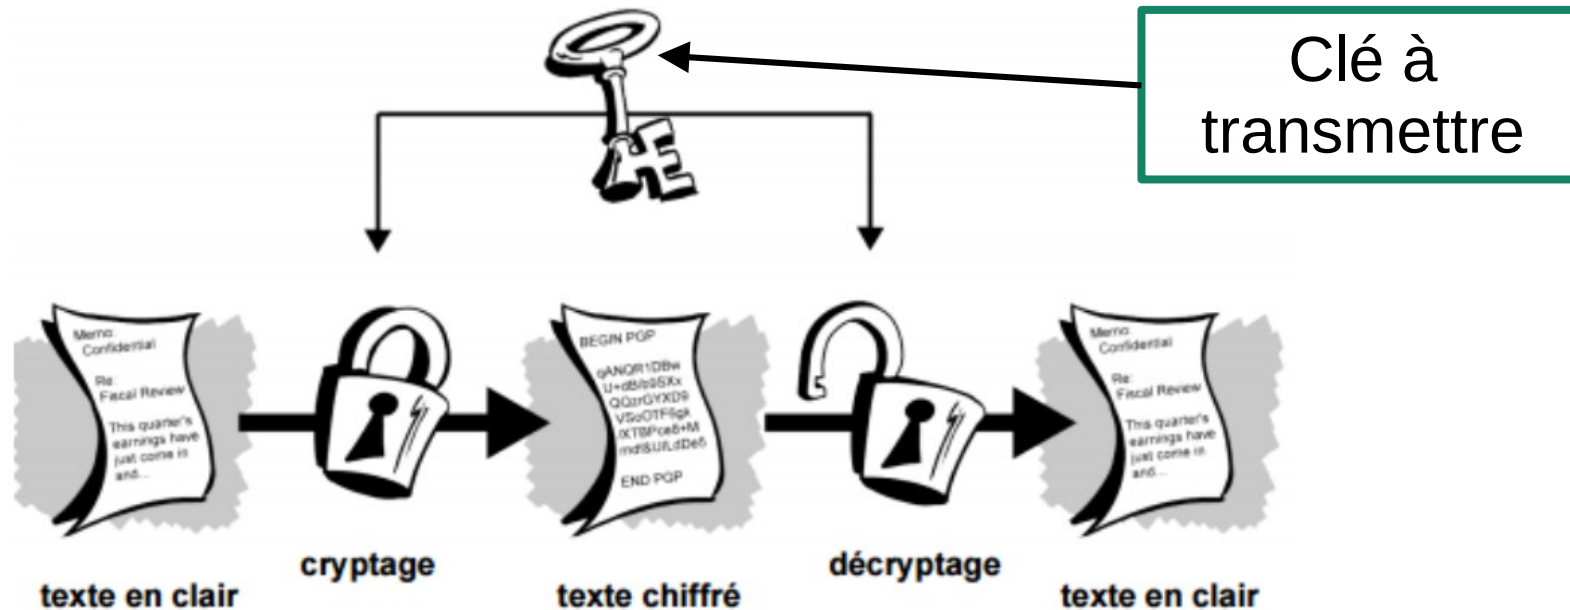 Clé à
transmettre
Memo:
Confidential
Re:
Fiscal Review
This quarter's
earnings have
just come in
and...
BEGIN PGP
END PGP
Memo:
Confidential
Re:
Fiscal Review
This quarter's
earnings have
just come in
and...
cryptage
décryptage
texte en clair
texte chiffré
texte en clair